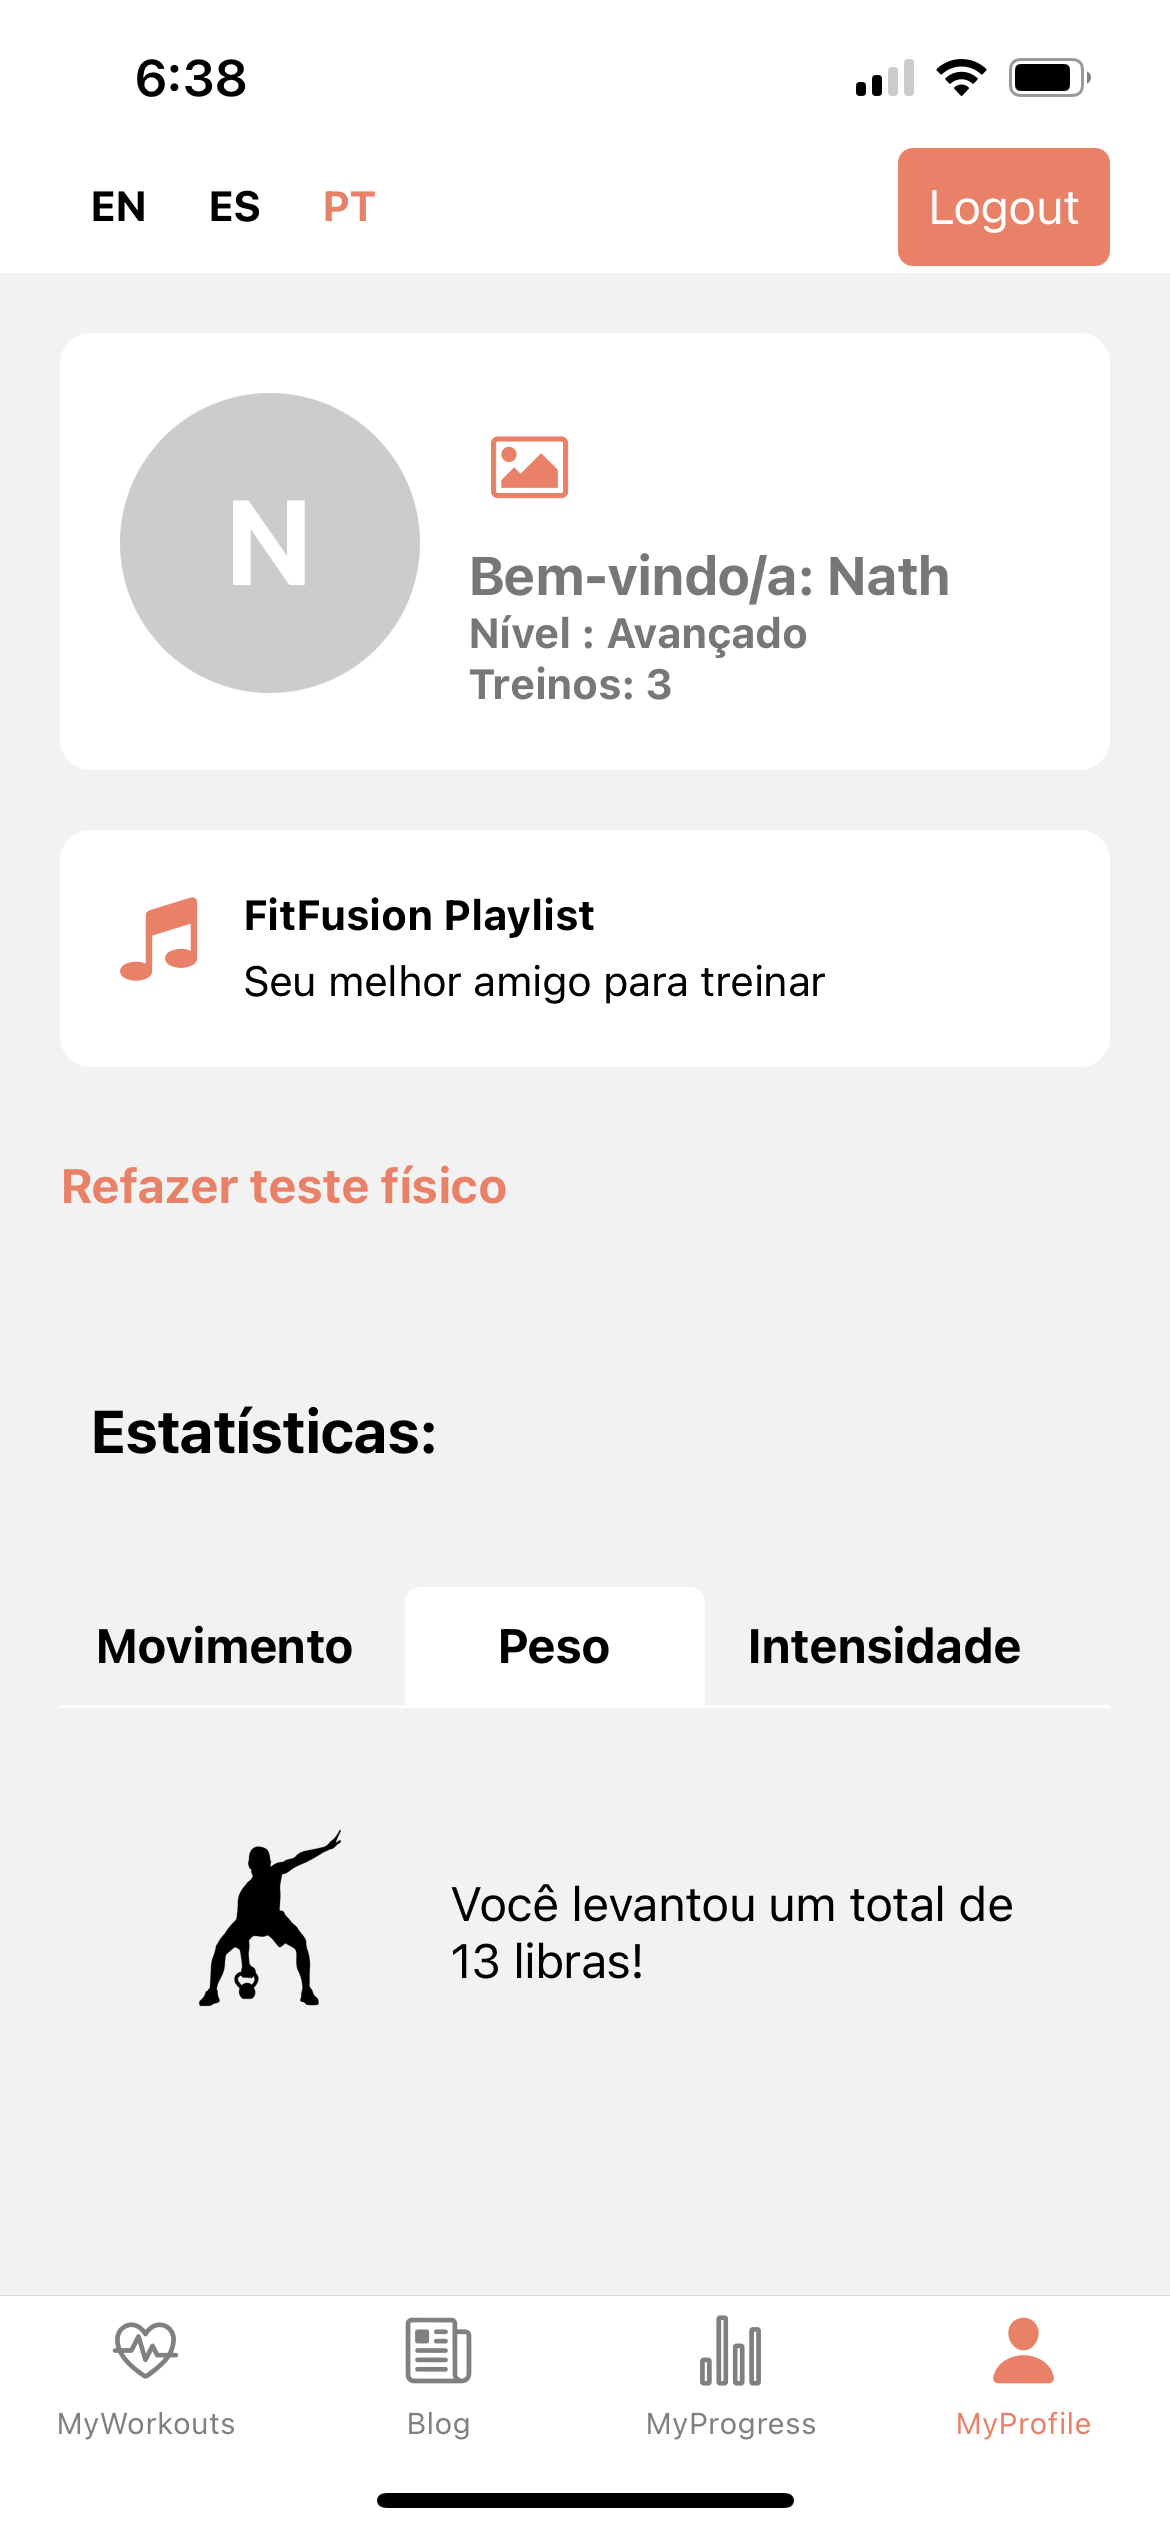 6:38
EN ES PT
Logout
N
Bem-vindo/a: Nath
Nível : Avançado
Treinos: 3
FitFusion Playlist
Seu melhor amigo para treinar
Refazer teste físico
Estatísticas:
Movimento Peso Intensidade
Você levantou um total de
13 libras!
MyWorkouts Blog MyProgress MyProfile